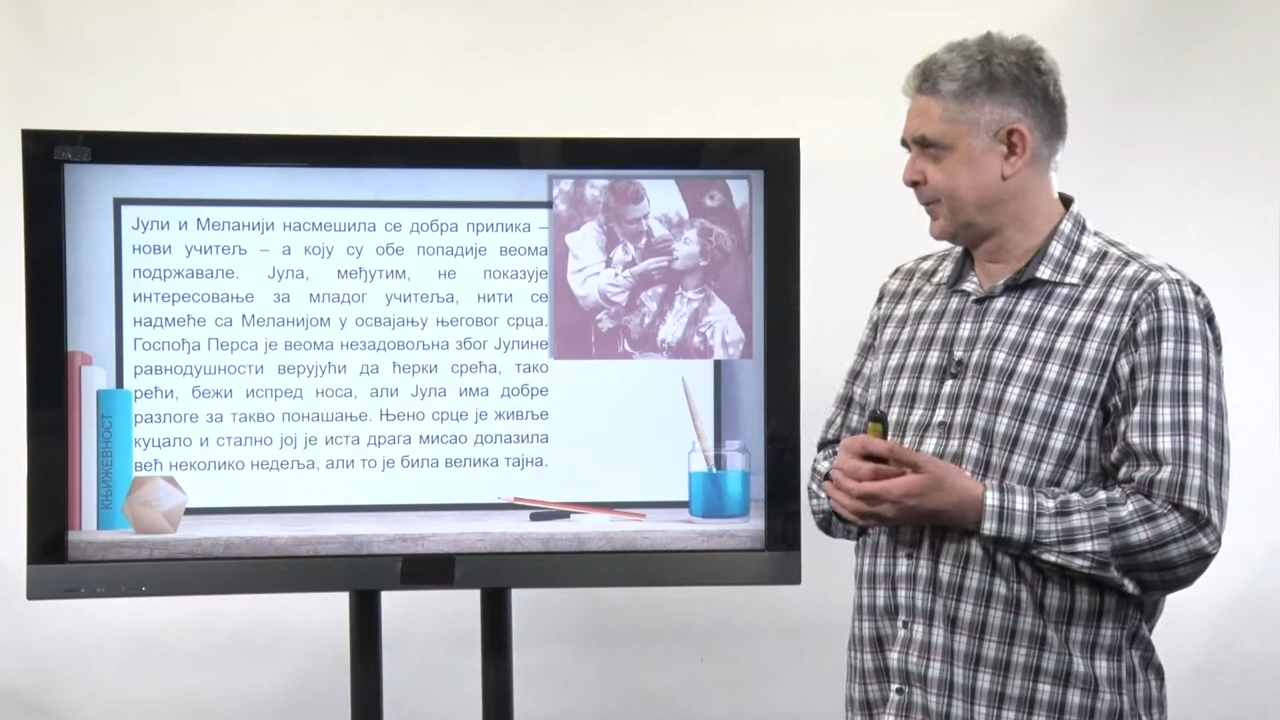 Јули и Меланији насмешила се добра прилика –
нови учитељ – а коју су обе попадије веома
подржавале. Јула, међутим, не показује
интересовање за младог учитеља, нити се
надмеће са Меланијом у освајању његовог срца.
Госпођа Перса је веома незадовољна због Јулине
равнодушности верујући да ћерки срећа, тако
рећи, бежи испред носа, али Јула има добре
разлоге за такво понашање. Њено срце је живље
куцало и стално јој је иста драга мисао долазила
већ неколико недеља, али то је била велика тајна.
КЊИЖЕВНОСТ